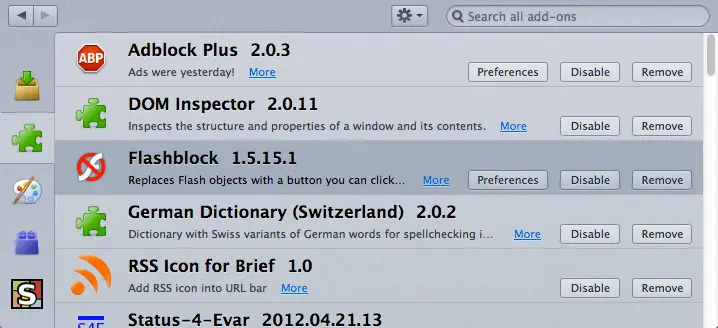 Search all add-ons
ABP
Adblock Plus 2.0.3
Ads were yesterday! More
Preferences Disable Remove
DOM Inspector 2.0.11
Inspects the structure and properties of a window and its contents. More
Disable Remove
Flashblock 1.5.15.1
Replaces Flash objects with a button you can click... More
Preferences Disable Remove
German Dictionary (Switzerland) 2.0.2
Dictionary with Swiss variants of German words for spellchecking i... More
Disable Remove
RSS Icon for Brief 1.0
Add RSS icon into URL bar More
Disable Remove
S
S4E
Status-4-Evar 2012.04.21.13